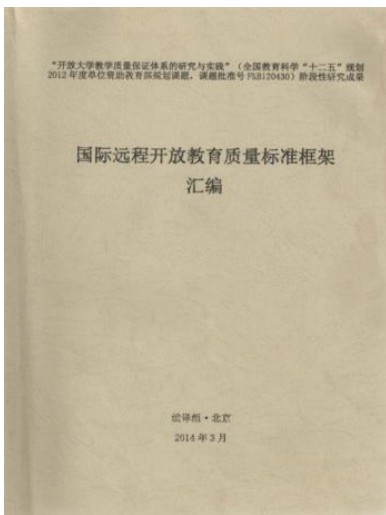 “开放大学教学质量保证体系的研究与实践”（全国教育科学“十二五”规划
2012年度单位资助教育部规划课题，课题批准号FKB120430）阶段性研究成果
国际远程开放教育质量标准框架
汇编
编译组·北京
2014年3月